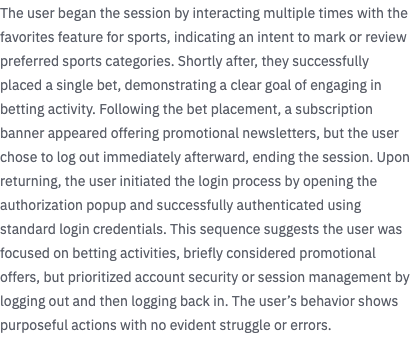 The user began the session by interacting multiple times with the
favorites feature for sports, indicating an intent to mark or review
preferred sports categories. Shortly after, they successfully
placed a single bet, demonstrating a clear goal of engaging in
betting activity. Following the bet placement, a subscription
banner appeared offering promotional newsletters, but the user
chose to log out immediately afterward, ending the session. Upon
returning, the user initiated the login process by opening the
authorization popup and successfully authenticated using
standard login credentials. This sequence suggests the user was
focused on betting activities, briefly considered promotional
offers, but prioritized account security or session management by
logging out and then logging back in. The user’s behavior shows
purposeful actions with no evident struggle or errors.